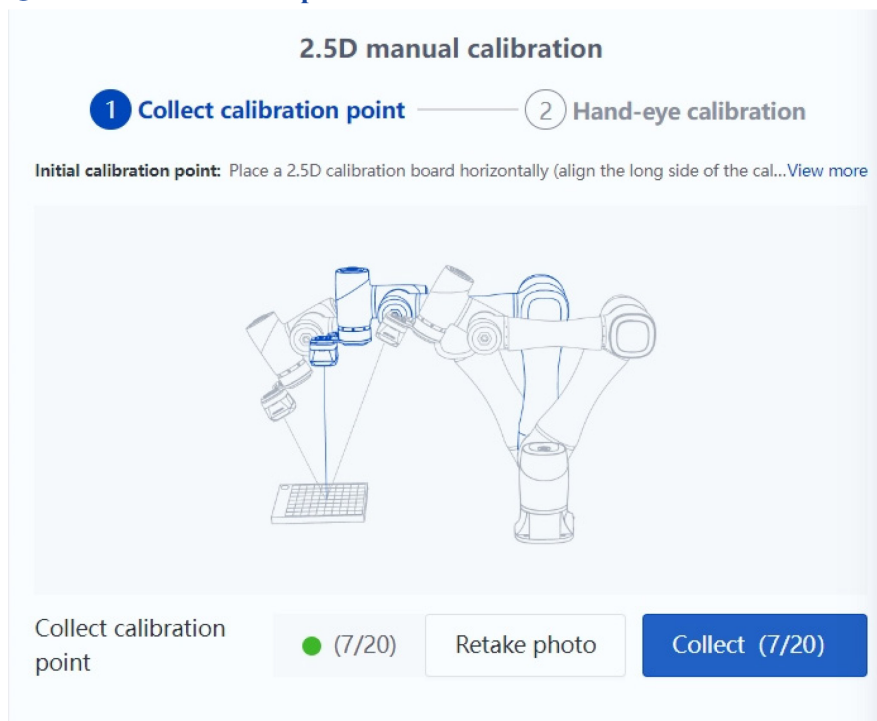 2.5D manual calibration
1 Collect calibration point 2 Hand-eye calibration
Initial calibration point: Place a 2.5D calibration board horizontally (align the long side of the cal...View more
Collect calibration
point
(7/20)
Retake photo
Collect (7/20)